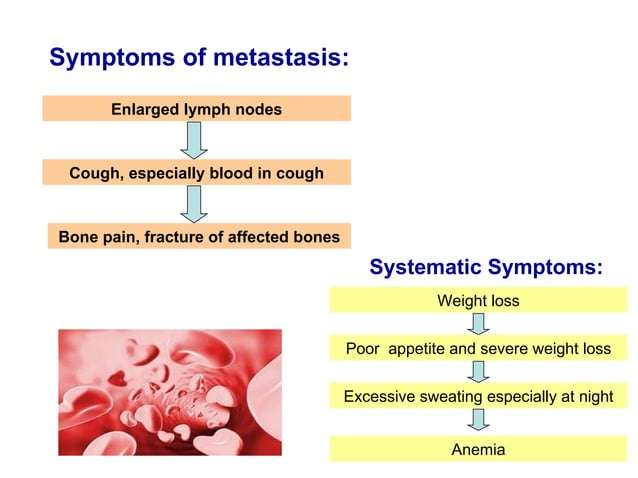 Symptoms of metastasis:
Enlarged lymph nodes
Cough, especially blood in cough
Bone pain, fracture of affected bones
Systematic Symptoms:
Weight loss
Poor  appetite and severe weight loss
Excessive sweating especially at night
Anemia